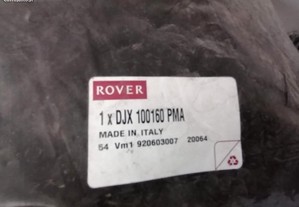 ROVER
1 x DJX 100160 PMA
MADE IN ITALY
54 Vm1 920603007 20064